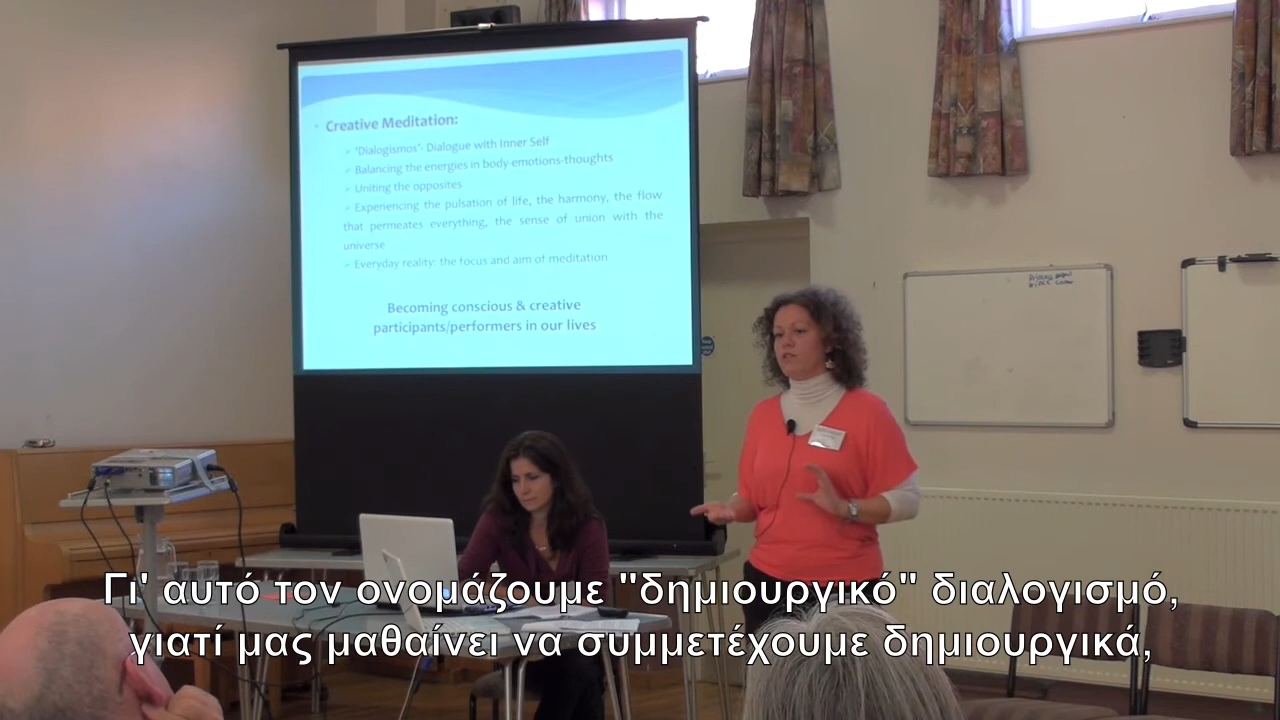 Creative Meditation:
'Dialogismos'- Dialogue with Inner Self
Balancing the energies in body-emotions-thoughts
Uniting the opposites
Experiencing the pulsation of life, the harmony, the flow
that permeates everything, the sense of union with the
universe
Everyday reality: the focus and aim of meditation
Becoming conscious & creative
participants/performers in our lives
Γι' αυτό τον ονομάζουμε "δημιουργικό" διαλογισμό,
γιατί μας μαθαίνει να συμμετέχουμε δημιουργικά,